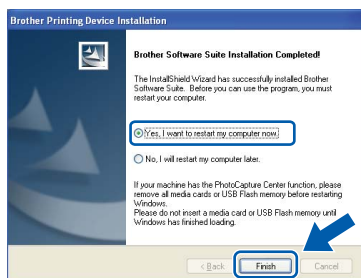 Brother Printing Device Installation
Brother Software Suite Installation Completed!
The InstallShield Wizard has successfully installed Brother
Software Suite. Before you can use the program, you must
restart your computer.
Yes, I want to restart my computer now.
No, I will restart my computer later.
If your machine has the PhotoCapture Center function, please
remove all media cards or USB Flash memory before restarting
Windows.
Please do not insert a media card or USB Flash memory until
Windows has finished loading.
< Back
Finish
Cancel